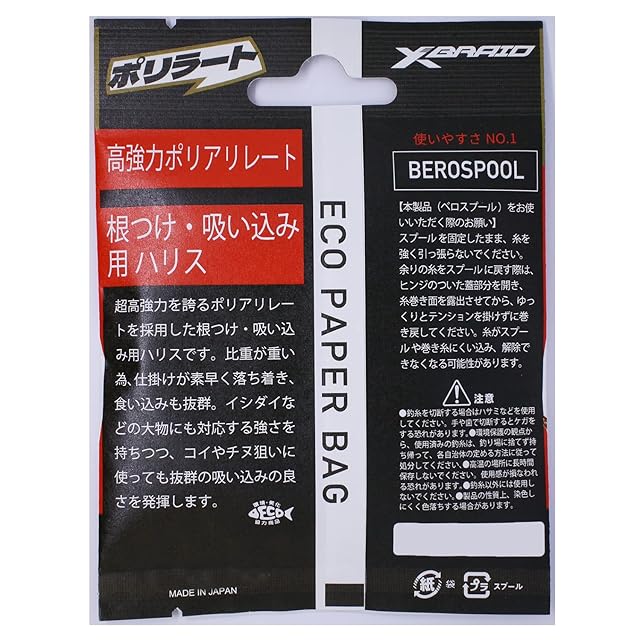 ポリラート
高強力ポリアリレート
根つけ・吸い込み
用ハリス
超高強力を誇るポリアリレー
トを採用した根つけ・吸い込
み用ハリスです。比重が重い
為、仕掛けが素早く落ち着き、
食い込みも抜群。イシダイな
どの大物にも対応する強さを
持ちつつ、コイやチヌ狙いに
使っても抜群の吸い込みの良
さを発揮します。
環境・美化
ECO
協力商品
MADE IN JAPAN
ECO PAPER BAG
X-BRAID
使いやすさ NO.1
BEROSPOOL
【本製品（ベロスプール）をお使
いいただく際のお願い】
スプールを固定したまま、糸を
強く引っ張らないでください。
余りの糸をスプールに戻す際は、
ヒンジのついた蓋部分を開き、
糸巻き面を露出させてから、ゆっ
くりとテンションを掛けずに巻
き戻してください。糸がスプー
ルや巻き糸にくい込み、解除で
きなくなる可能性があります。
注意
●釣糸を切断する場合はハサミなどを使用
してください。手や歯で切断するとケガを
する恐れがあります。●環境保護の観点か
ら、使用済みの釣糸は、釣り場に捨てず持
ち帰って、各自治体の定める方法に従って
処分してください。●高温の場所に長時間
保存しないでください。使用感が損なわれ
る恐れがあります。●釣糸以外には使用し
ないでください。●製品の性質上、染色し
にくく色落ちする場合があります。
紙 袋 プラ スプール